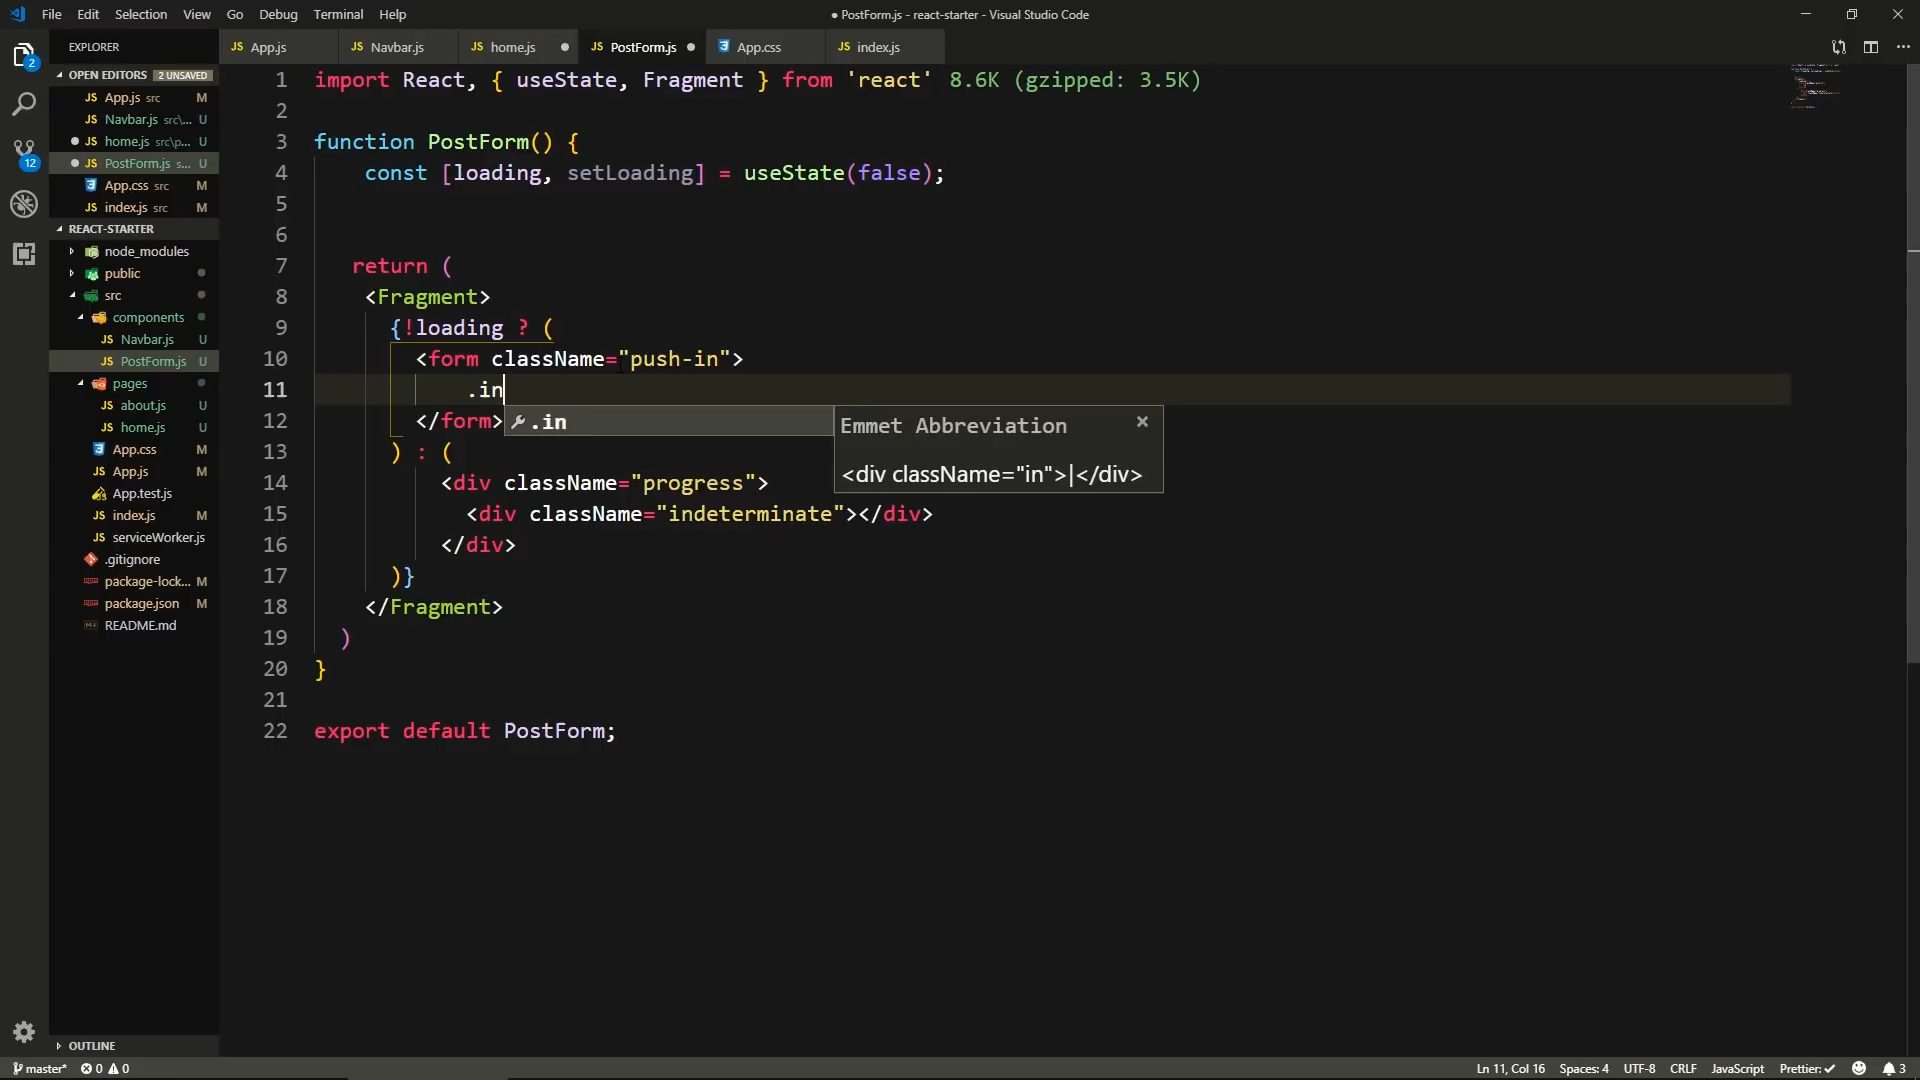 File Edit Selection View Go Debug Terminal Help
● PostForm.js - react-starter - Visual Studio Code
EXPLORER
JS App.js
JS Navbar.js
JS home.js ●
JS PostForm.js ●
App.css
JS index.js
2
12
OPEN EDITORS 2 UNSAVED
JS App.js src M
JS Navbar.js src\... U
● JS home.js src\p... U
● JS PostForm.js s... U
App.css src M
JS index.js src M
REACT-STARTER
node_modules
public
src
components
JS Navbar.js U
JS PostForm.js U
pages
JS about.js U
JS home.js U
App.css M
JS App.js M
App.test.js
JS index.js M
JS serviceWorker.js
.gitignore
package-lock... M
package.json M
README.md
OUTLINE
1 import React, { useState, Fragment } from 'react' 8.6K (gzipped: 3.5K)
2
3 function PostForm() {
4 const [loading, setLoading] = useState(false);
5
6
7 return (
8 <Fragment>
9 {!loading ? (
10 <form className="push-in">
11 .in
12 </form>
13 ) : (
14 <div className="progress">
15 <div className="indeterminate"></div>
16 </div>
17 )}
18 </Fragment>
19 )
20 }
21
22 export default PostForm;
.in
Emmet Abbreviation ×
<div className="in">|</div>
master* 0 0
Ln 11, Col 16 Spaces: 4 UTF-8 CRLF JavaScript Prettier: ✓ 3